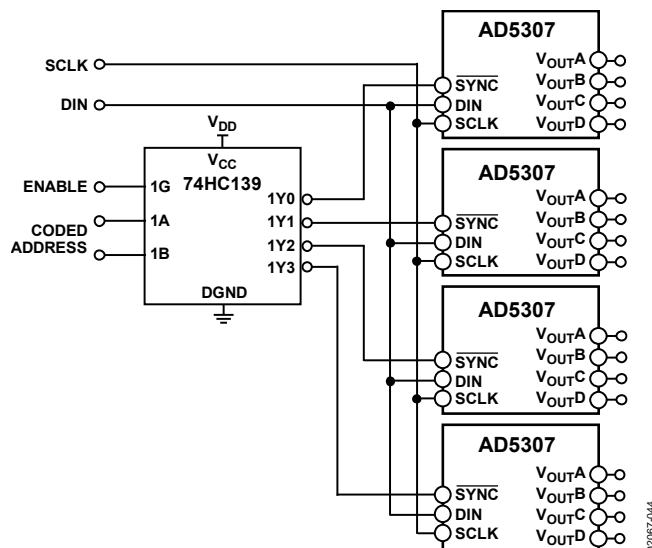 SCLK
DIN
VDD
VCC
74HC139
ENABLE
1G
CODED
ADDRESS
1A
1B
1Y0
1Y1
1Y2
1Y3
DGND
AD5307
SYNC
DIN
SCLK
VOUTA
VOUTB
VOUTC
VOUTD
AD5307
SYNC
DIN
SCLK
VOUTA
VOUTB
VOUTC
VOUTD
AD5307
SYNC
DIN
SCLK
VOUTA
VOUTB
VOUTC
VOUTD
AD5307
SYNC
DIN
SCLK
VOUTA
VOUTB
VOUTC
VOUTD
02067-044